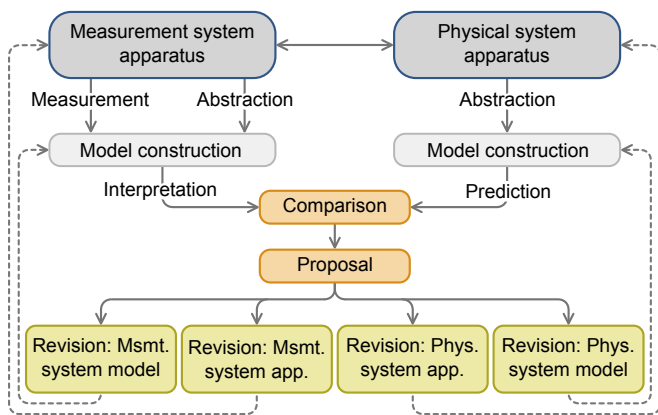 Measurement system
apparatus
Physical system
apparatus
Measurement
Abstraction
Abstraction
Model construction
Model construction
Interpretation
Prediction
Comparison
Proposal
Revision: Msmt.
system model
Revision: Msmt.
system app.
Revision: Phys.
system app.
Revision: Phys.
system model